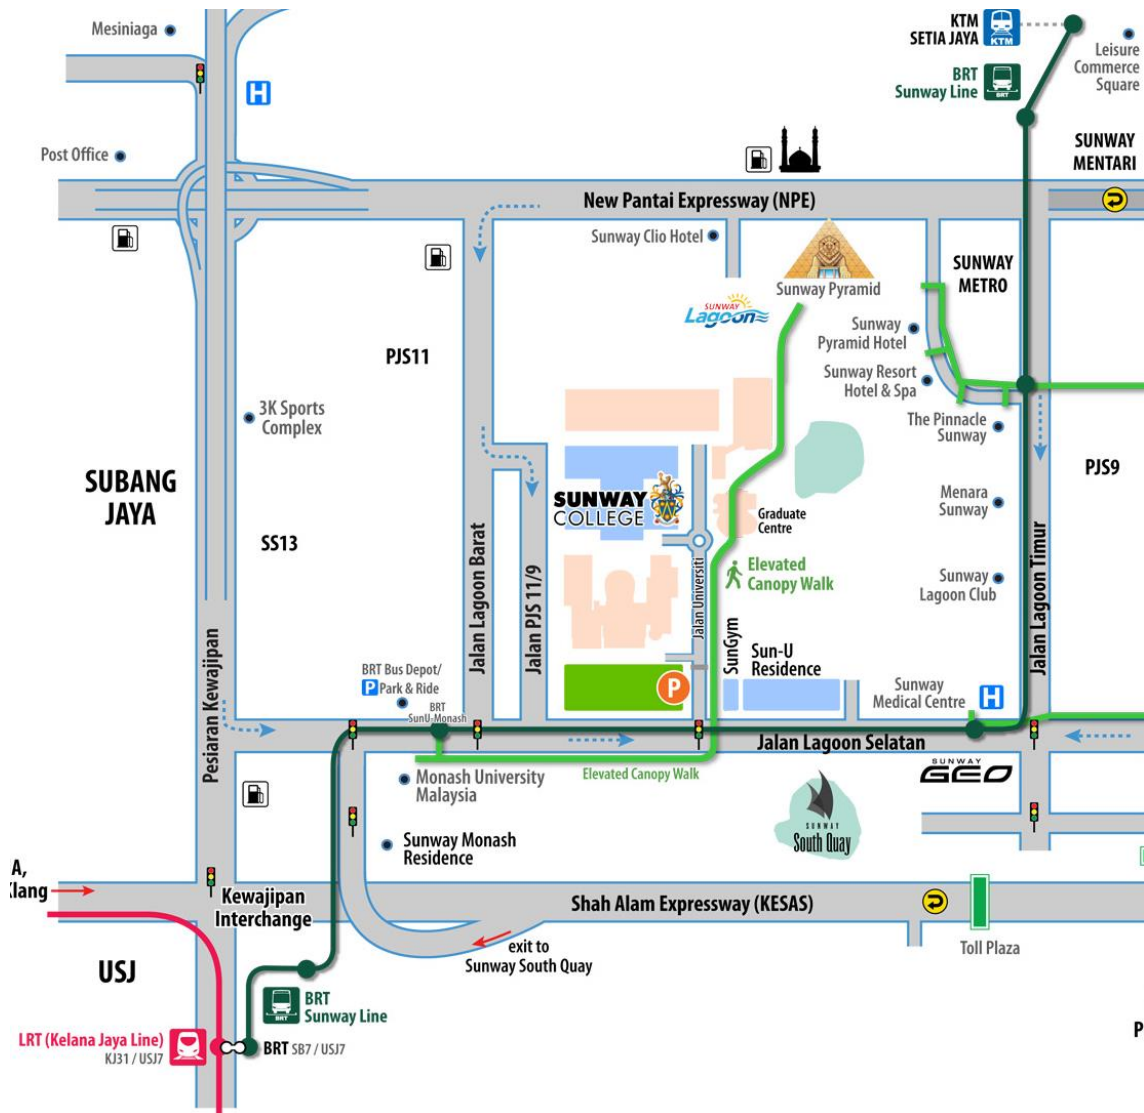 Mesiniaga
H
KTM
SETIA JAYA
KTM
BRT
Sunway Line
BRT
Leisure
Commerce
Square
Post Office
SUNWAY
MENTARI
New Pantai Expressway (NPE)
Sunway Clio Hotel
Sunway Pyramid
SUNWAY
METRO
SUNWAY
Lagoon
PJS11
Sunway
Pyramid Hotel
Sunway Resort
Hotel & Spa
3K Sports
Complex
The Pinnacle
Sunway
SUBANG
JAYA
PJS9
SUNWAY
COLLEGE
Menara
Sunway
Graduate
Centre
SS13
Jalan Lagoon Barat
Jalan PJS 11/9
Jalan Universiti
Elevated
Canopy Walk
Sunway
Lagoon Club
Jalan Lagoon Timur
Pesiaran Kewajipan
SunGym
Sun-U
Residence
BRT Bus Depot/
P Park & Ride
BRT
SunU-Monash
P
Sunway
Medical Centre
H
Jalan Lagoon Selatan
Elevated Canopy Walk
Monash University
Malaysia
SUNWAY
GEO
SUNWAY
South Quay
Sunway Monash
Residence
A,
Klang
Kewajipan
Interchange
Shah Alam Expressway (KESAS)
exit to
Sunway South Quay
Toll Plaza
USJ
BRT
BRT
Sunway Line
LRT (Kelana Jaya Line)
KJ31 / USJ7
BRT SB7 / USJ7
P